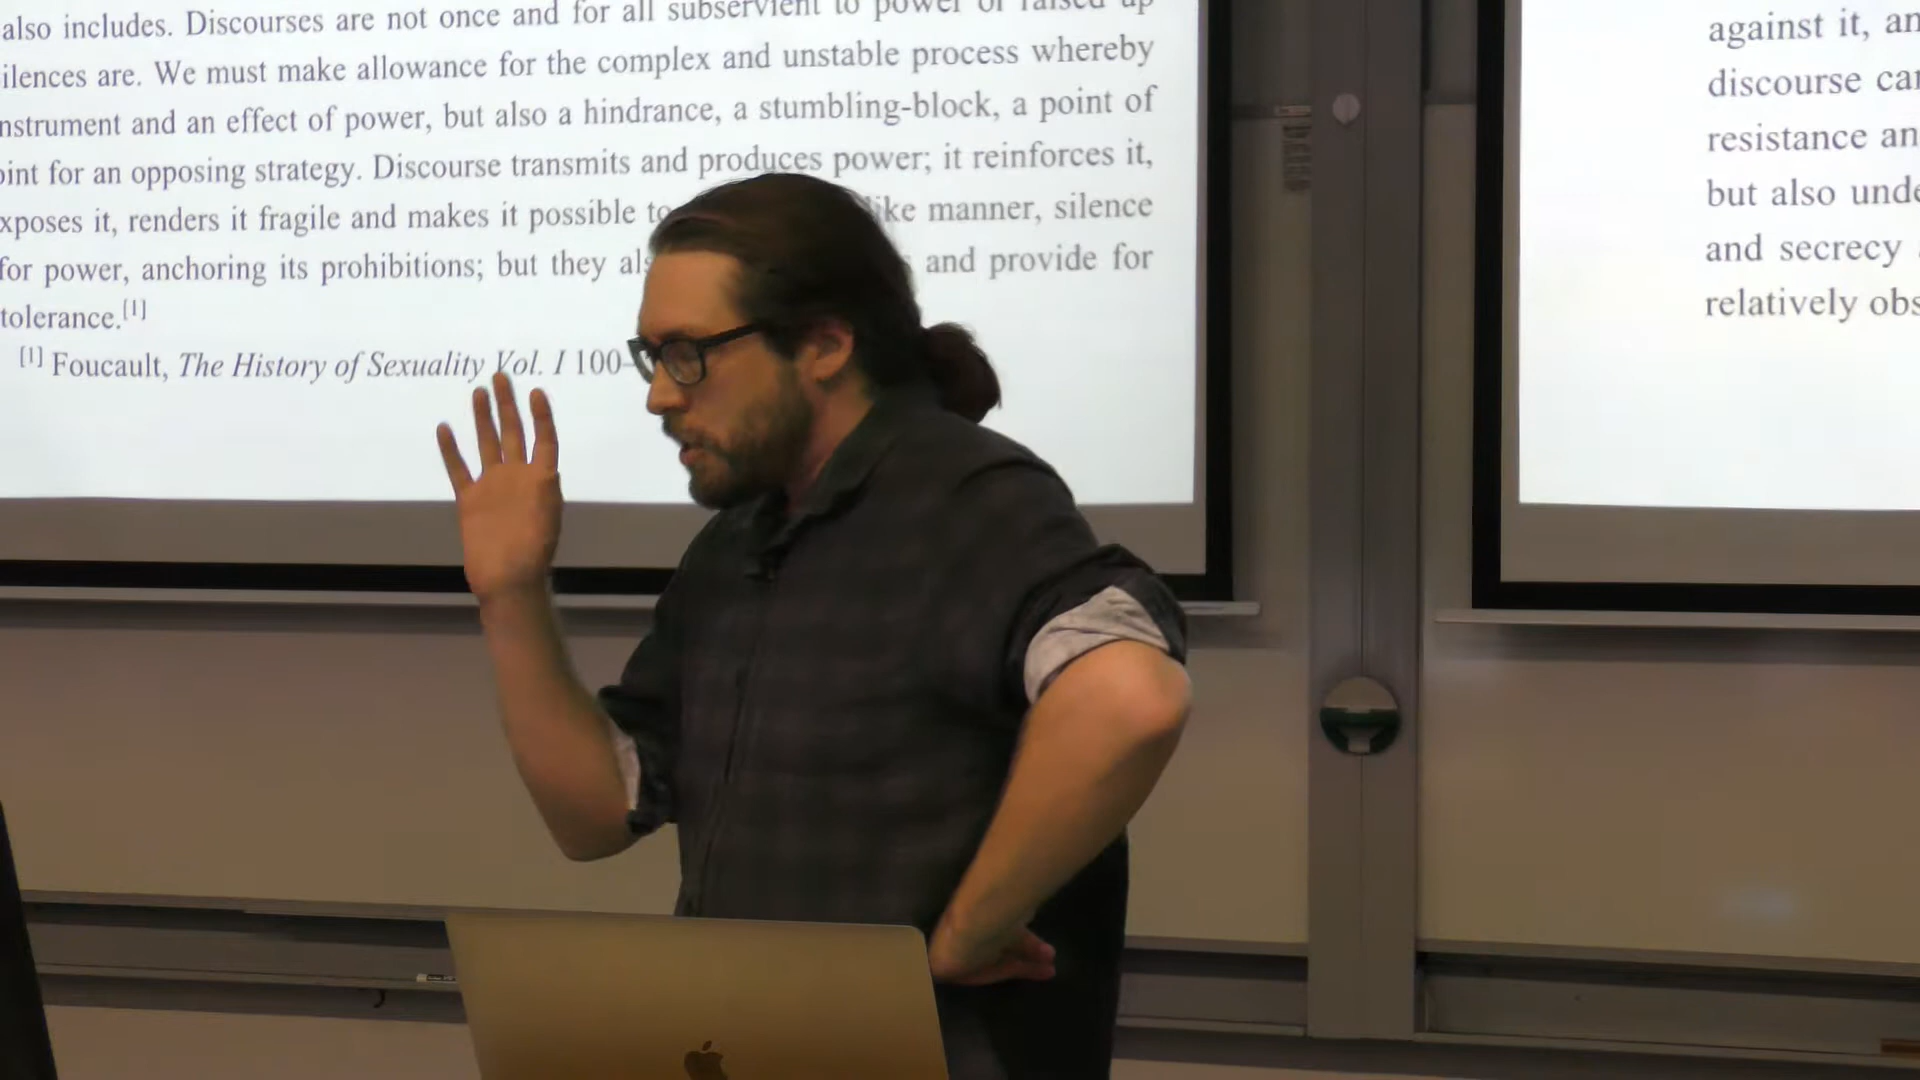 also includes. Discourses are not once and for all subservient to power or raised up
ilences are. We must make allowance for the complex and unstable process whereby
nstrument and an effect of power, but also a hindrance, a stumbling-block, a point of
oint for an opposing strategy. Discourse transmits and produces power; it reinforces it,
xposes it, renders it fragile and makes it possible to like manner, silence
for power, anchoring its prohibitions; but they als and provide for
tolerance.[1]
[1] Foucault, The History of Sexuality Vol. I 100-
against it, an
discourse can
resistance an
but also unde
and secrecy
relatively obs